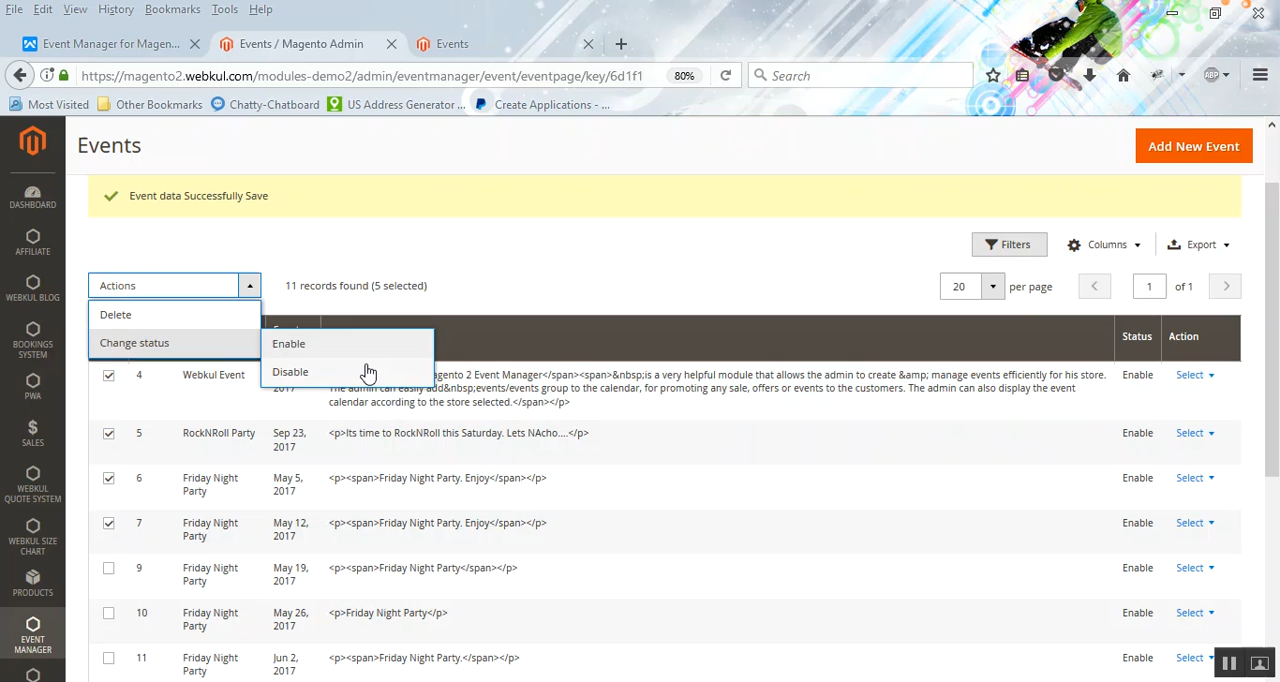 File Edit View History Bookmarks Tools Help
Event Manager for Magen... Events / Magento Admin Events
https://magento2.webkul.com/modu emo dmin/eventmanager/event/eventpage/key/6d1f1 80% Search
Most Visited Other Bookmarks Chatty-Chatboard US Address Generator ... Create Applications - ...
Events
Add New Event
DASHBOARD
AFFILIATE
WEBKUL BLOG
BOOKINGS
SYSTEM
PWA
SALES
WEBKUL
QUOTE SYSTEM
WEBKUL SIZE
CHART
PRODUCTS
EVENT
MANAGER
Event data Successfully Save
Filters Columns Export
Actions 11 records found (5 selected) 20 per page 1 of 1
Delete
Change status
Enable
Disable
Status Action
4 Webkul Event 2017 agento 2 Event Manager</span><span>&nbsp;is a very helpful module that allows the admin to create &amp; manage events efficiently for his store.
The admin can easily add&nbsp;events/events group to the calendar, for promoting any sale, offers or events to the customers. The admin can also display the event
calendar according to the store selected.</span></p>
Enable Select
5 RockNRoll Party Sep 23,
2017
<p>Its time to RockNRoll this Saturday. Lets NAcho....</p> Enable Select
6 Friday Night
Party
May 5,
2017
<p><span>Friday Night Party. Enjoy</span></p> Enable Select
7 Friday Night
Party
May 12,
2017
<p><span>Friday Night Party. Enjoy</span></p> Enable Select
9 Friday Night
Party
May 19,
2017
<p><span>Friday Night Party</span></p> Enable Select
10 Friday Night
Party
May 26,
2017
<p>Friday Night Party</p> Enable Select
11 Friday Night
Party
Jun 2,
2017
<p><span>Friday Night Party.</span></p> Enable Select